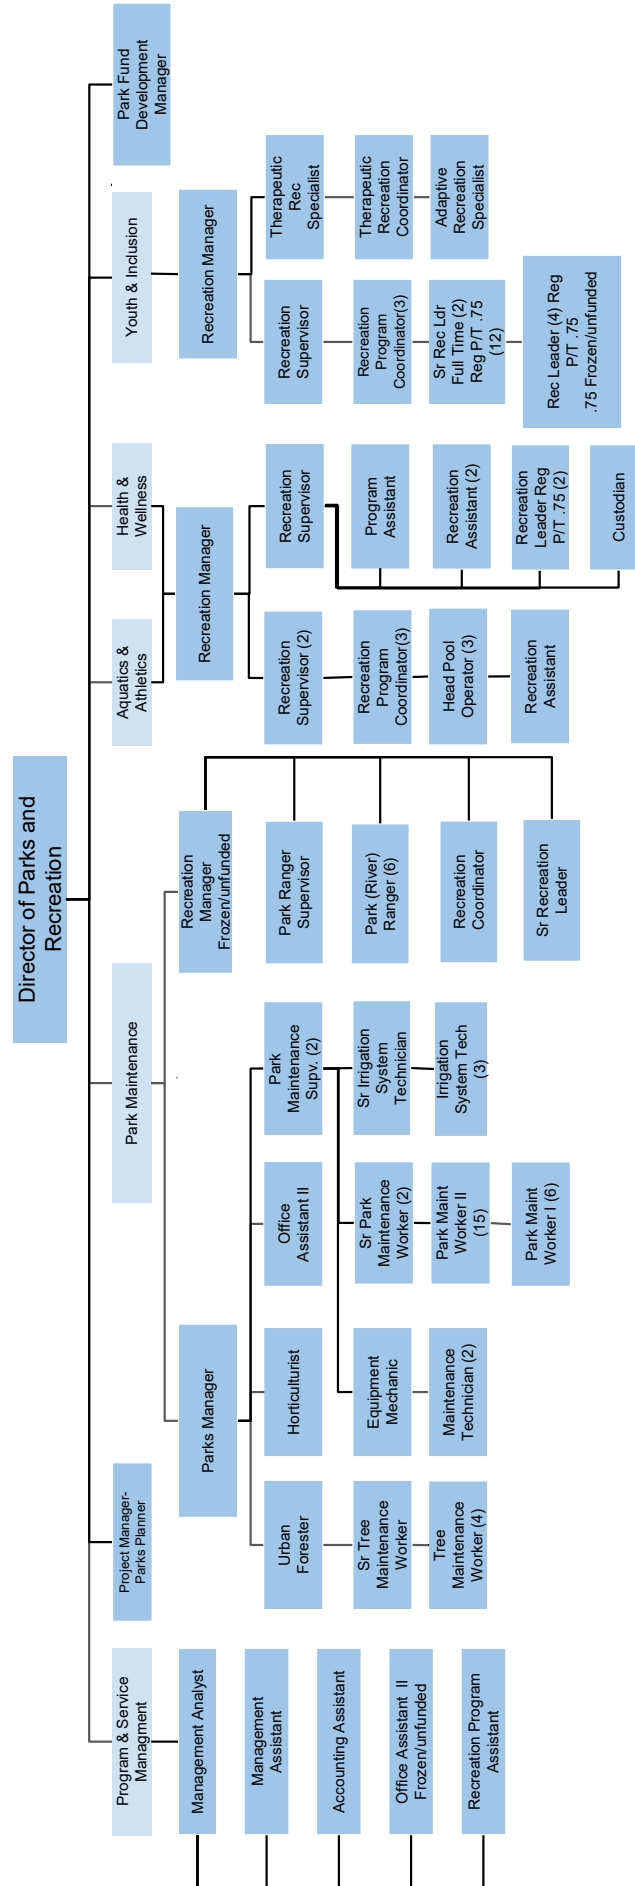 Director of Parks and
Recreation
Program & Service
Managment
Project Manager-
Parks Planner
Park Maintenance
Aquatics &
Athletics
Health &
Wellness
Youth & Inclusion
Park Fund
Development
Manager
Management Analyst
Management
Assistant
Accounting Assistant
Office Assistant II
Frozen/unfunded
Recreation Program
Assistant
Parks Manager
Urban
Forester
Sr Tree
Maintenance
Worker
Tree
Maintenance
Worker (4)
Horticulturist
Office
Assistant II
Park
Maintenance
Supv. (2)
Equipment
Mechanic
Maintenance
Technician (2)
Sr Park
Maintenance
Worker (2)
Park Maint
Worker II
(15)
Park Maint
Worker I (6)
Sr Irrigation
System
Technician
Irrigation
System Tech
(3)
Recreation
Manager
Frozen/unfunded
Park Ranger
Supervisor
Park (River)
Ranger (6)
Recreation
Coordinator
Sr Recreation
Leader
Recreation Manager
Recreation
Supervisor (2)
Recreation
Program
Coordinator(3)
Head Pool
Operator (3)
Recreation
Assistant
Recreation
Supervisor
Program
Assistant
Recreation
Assistant (2)
Recreation
Leader Reg
P/T .75 (2)
Custodian
Recreation Manager
Recreation
Supervisor
Recreation
Program
Coordinator(3)
Sr Rec Ldr
Full Time (2)
Reg P/T .75
(12)
Rec Leader (4) Reg
P/T .75
.75 Frozen/unfunded
Therapeutic
Rec
Specialist
Therapeutic
Recreation
Coordinator
Adaptive
Recreation
Specialist